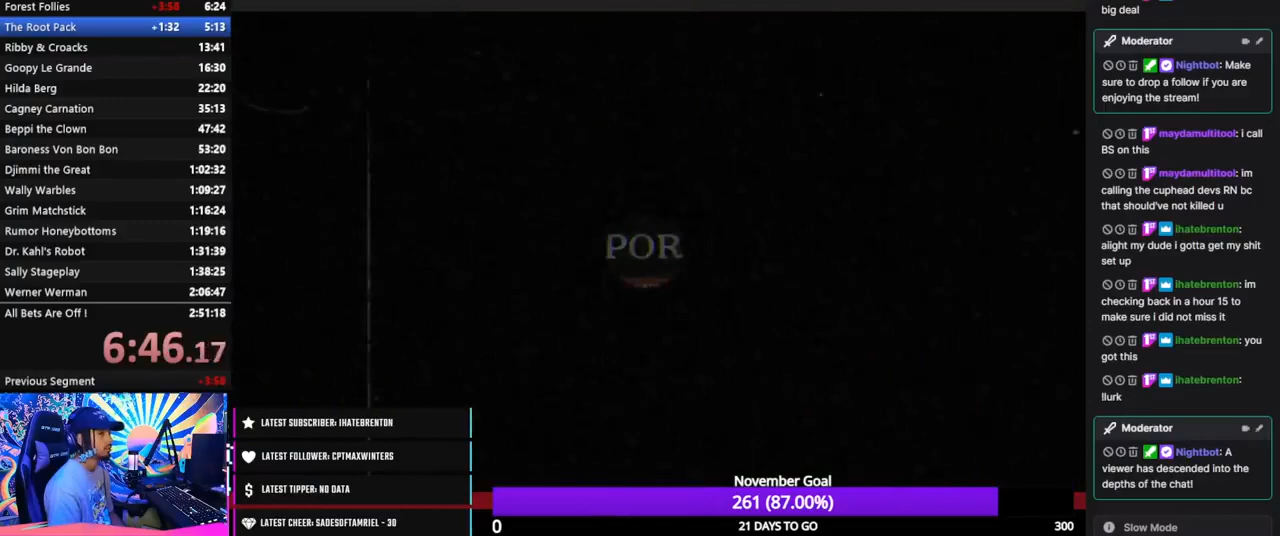 Forest Follies +3:58 6:24
The Root Pack +1:32 5:13
Ribby & Croacks 13:41
Goopy Le Grande 16:30
Hilda Berg 22:20
Cagney Carnation 35:13
Beppi the Clown 47:42
Baroness Von Bon Bon 53:20
Djimmi the Great 1:02:32
Wally Warbles 1:09:27
Grim Matchstick 1:16:24
Rumor Honeybottoms 1:19:16
Dr. Kahl's Robot 1:31:39
Sally Stageplay 1:38:25
Werner Werman 2:06:47
All Bets Are Off ! 2:51:18
6:46.17
Previous Segment +3:58
POR
LATEST SUBSCRIBER: IHATEBRENTON
LATEST FOLLOWER: CPTMAXWINTERS
LATEST TIPPER: NO DATA
LATEST CHEER: SADESOFTAMRIEL - 30
November Goal
261 (87.00%)
0 21 DAYS TO GO 300
big deal
Moderator
Nightbot: Make
sure to drop a follow if you are
enjoying the stream!
maydamultitool: i call
BS on this
maydamultitool: im
calling the cuphead devs RN bc
that should've not killed u
ihatebrenton:
aiight my dude i gotta get my shit
set up
ihatebrenton: im
checking back in a hour 15 to
make sure i did not miss it
ihatebrenton: you
got this
ihatebrenton:
!lurk
Moderator
Nightbot: A
viewer has descended into the
depths of the chat!
Slow Mode